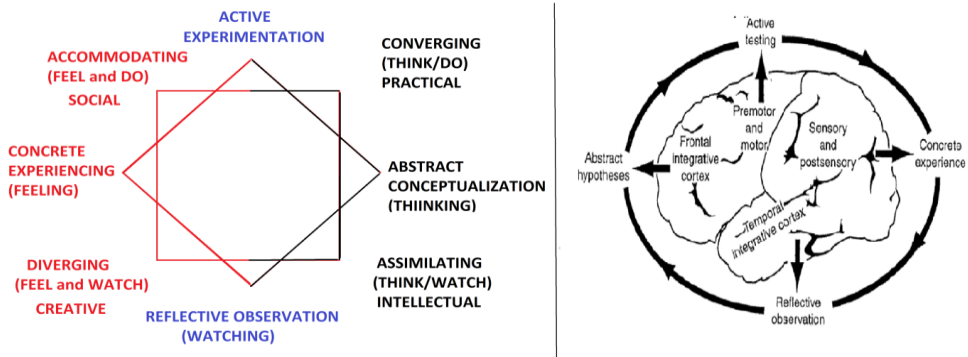 ACTIVE
EXPERIMENTATION
ACCOMMODATING
(FEEL and DO)
SOCIAL
CONVERGING
(THINK/DO)
PRACTICAL
CONCRETE
EXPERIENCING
(FEELING)
ABSTRACT
CONCEPTUALIZATION
(THIINKING)
DIVERGING
(FEEL and WATCH)
CREATIVE
ASSIMILATING
(THINK/WATCH)
INTELLECTUAL
REFLECTIVE OBSERVATION
(WATCHING)
Active
testing
Premotor
and
motor
Frontal
integrative
cortex
Sensory
and
postsensory
Concrete
experience
Abstract
hypotheses
Temporal
integrative cortex
Reflective
observation